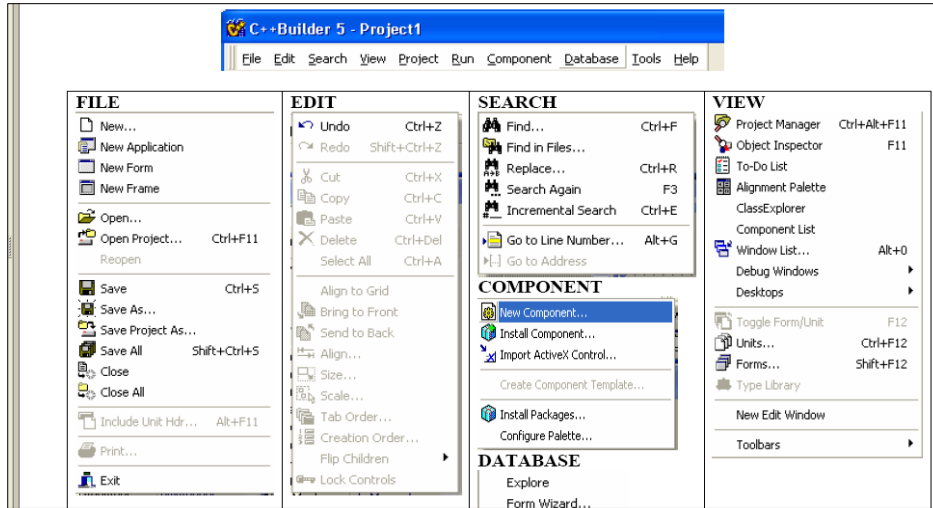 C++Builder 5 - Project1
File Edit Search View Project Run Component Database Tools Help
FILE
New...
New Application
New Form
New Frame
Open...
Open Project... Ctrl+F11
Reopen
Save Ctrl+S
Save As...
Save Project As...
Save All Shift+Ctrl+S
Close
Close All
Include Unit Hdr... Alt+F11
Print...
Exit
EDIT
Undo Ctrl+Z
Redo Shift+Ctrl+Z
Cut Ctrl+X
Copy Ctrl+C
Paste Ctrl+V
Delete Ctrl+Del
Select All Ctrl+A
Align to Grid
Bring to Front
Send to Back
Align...
Size...
Scale...
Tab Order...
Creation Order...
Flip Children
Lock Controls
SEARCH
Find... Ctrl+F
Find in Files...
Replace... Ctrl+R
Search Again F3
Incremental Search Ctrl+E
Go to Line Number... Alt+G
Go to Address
COMPONENT
New Component...
Install Component...
Import ActiveX Control...
Create Component Template...
Install Packages...
Configure Palette...
DATABASE
Explore
Form Wizard...
VIEW
Project Manager Ctrl+Alt+F11
Object Inspector F11
To-Do List
Alignment Palette
ClassExplorer
Component List
Window List... Alt+0
Debug Windows
Desktops
Toggle Form/Unit F12
Units... Ctrl+F12
Forms... Shift+F12
Type Library
New Edit Window
Toolbars